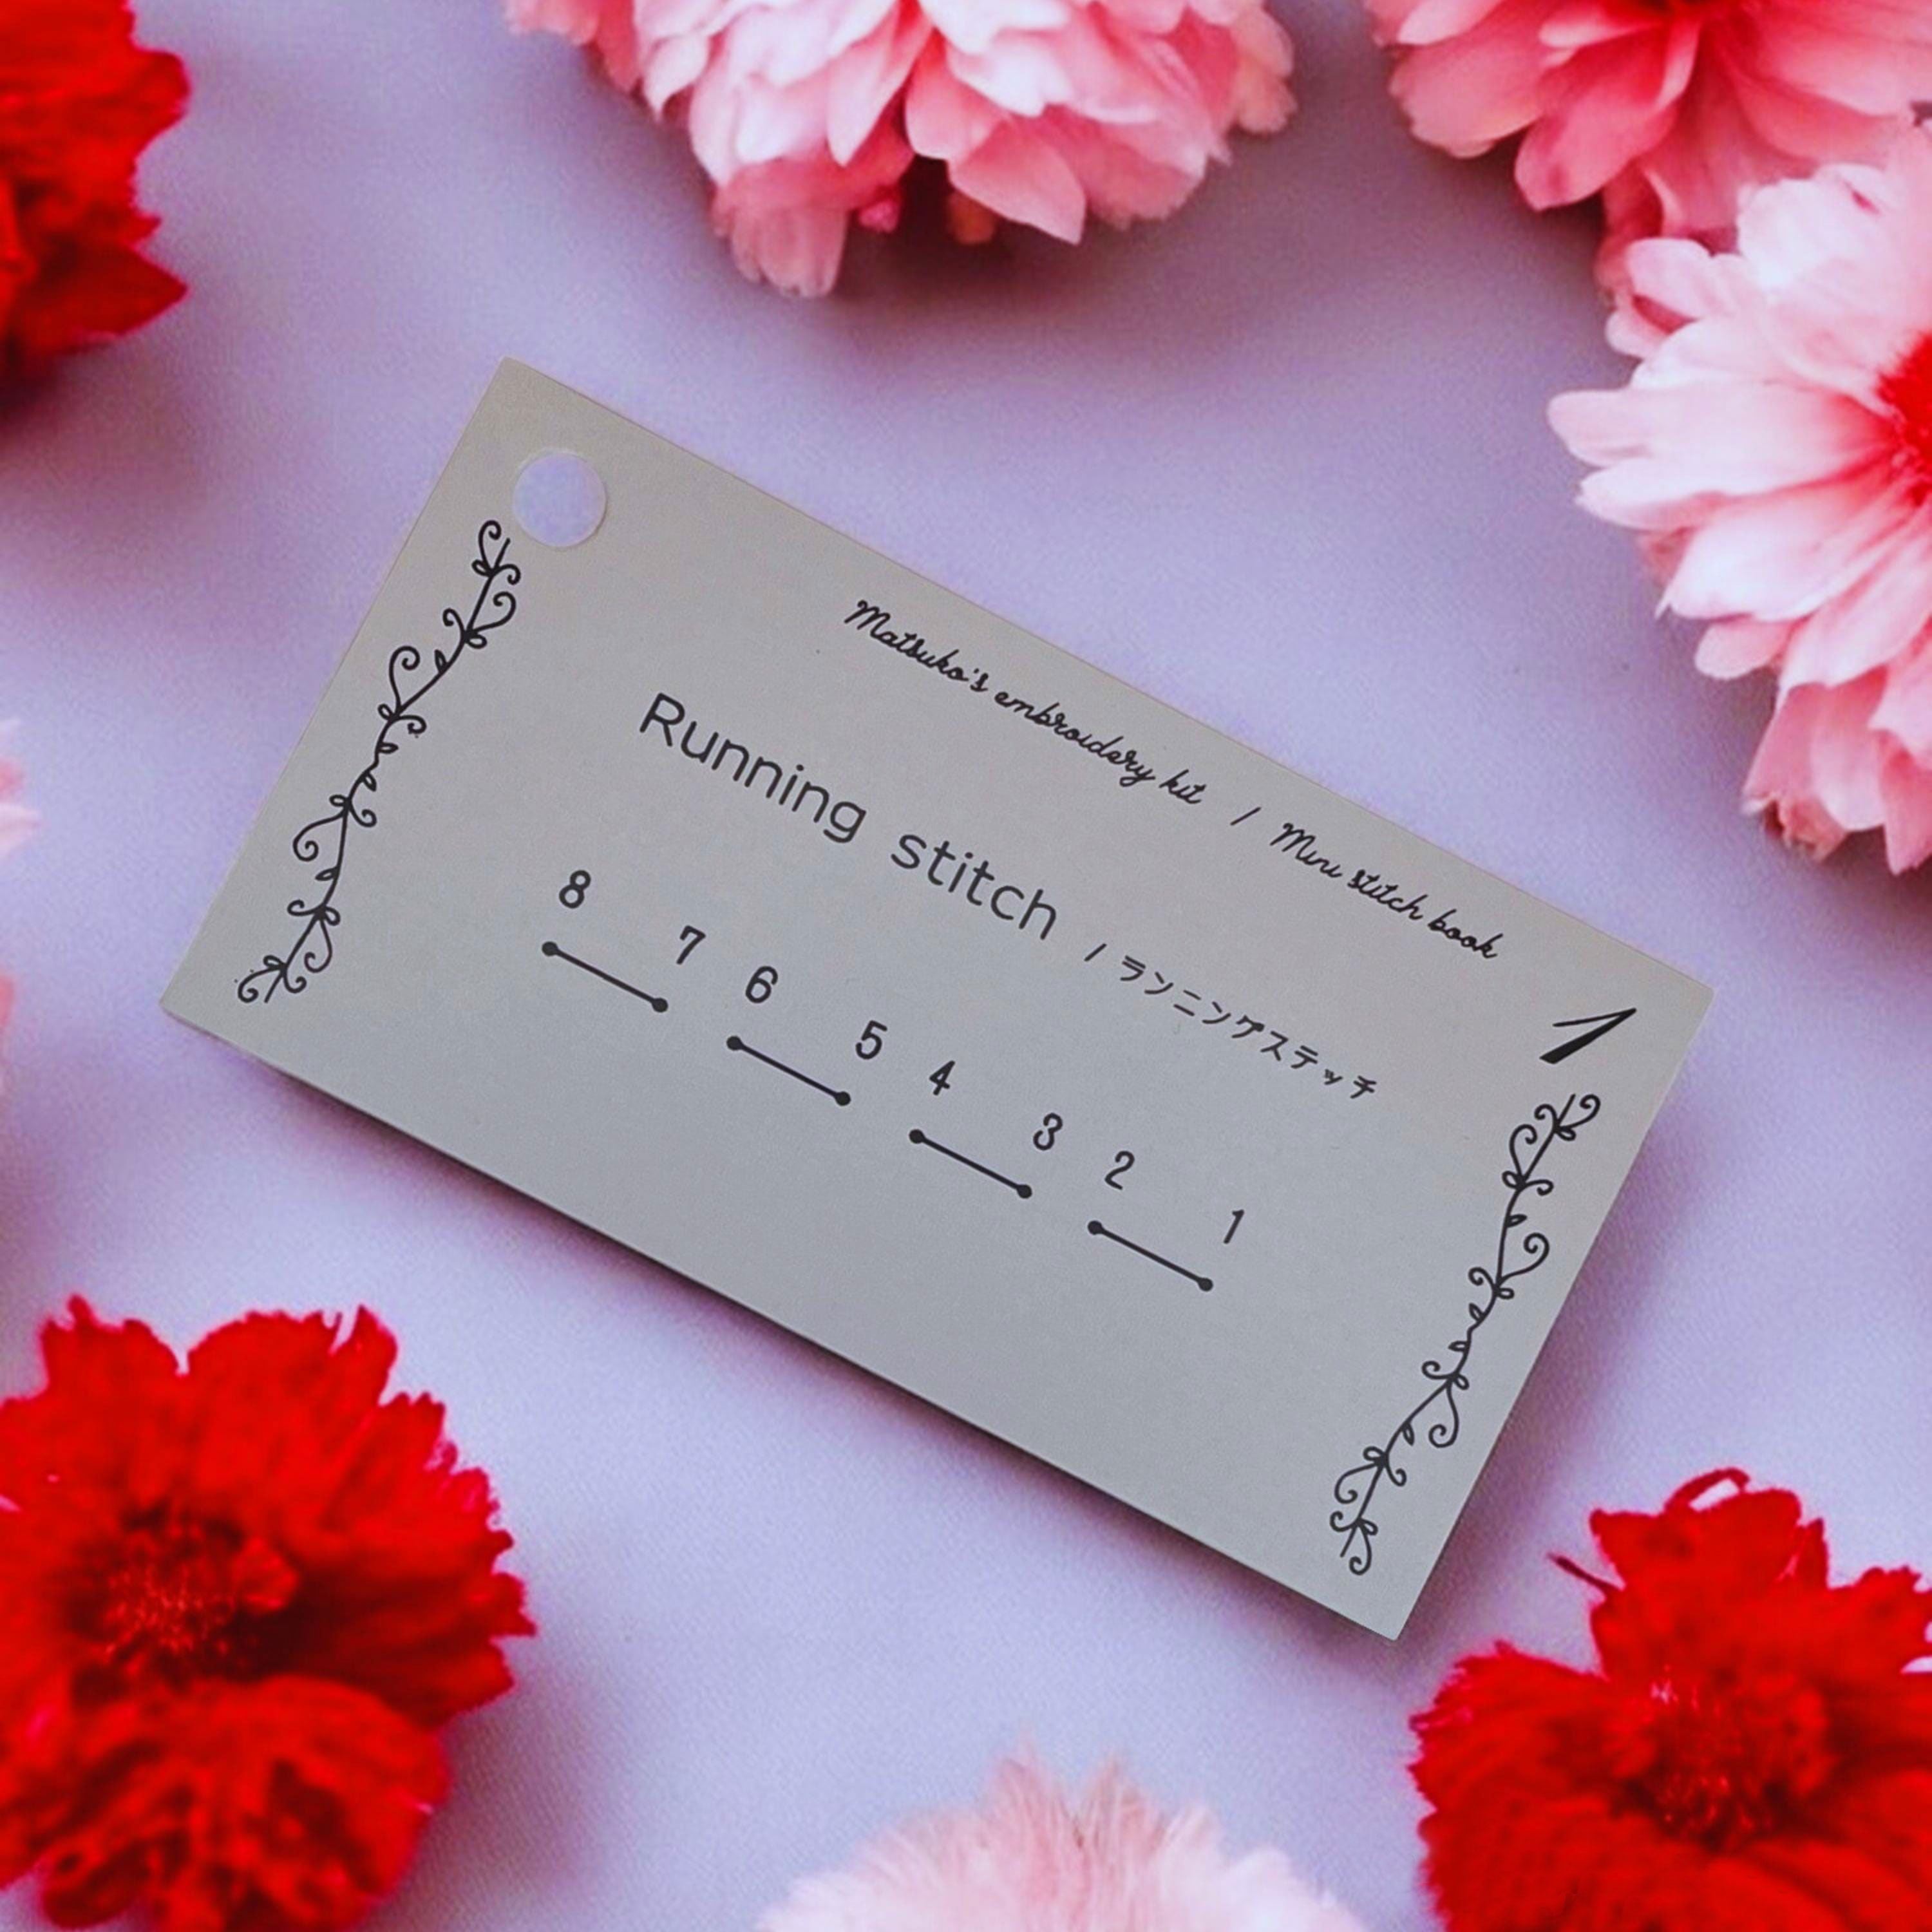 Matsuko's embroidery kit / Mini stitch book
1
Running stitch / ランニングステッチ
8 7 6 5 4 3 2 1